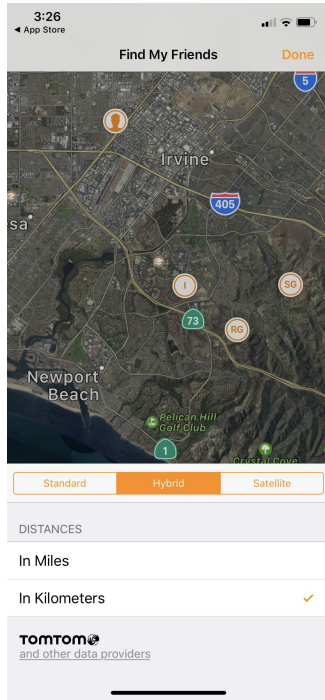 3:26
◀ App Store
Find My Friends
Done
5
Irvine
405
sa
I
SG
73
RG
Newport
Beach
Pelican Hill
Golf Club
1
Crystal Cove
Standard
Hybrid
Satellite
DISTANCES
In Miles
In Kilometers
TOMTOM
and other data providers